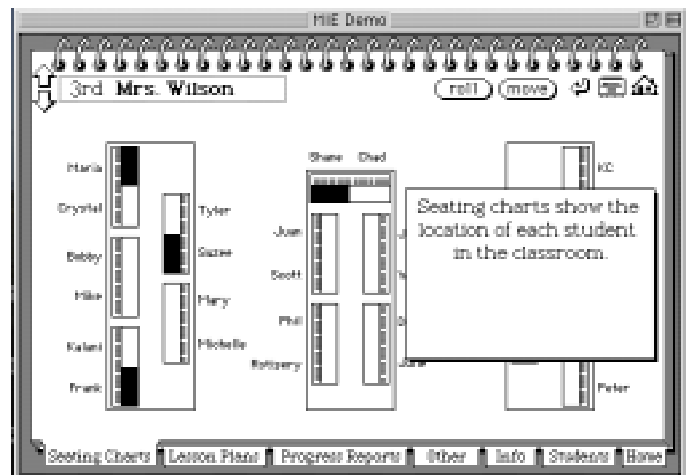 MIE Demo
3rd Mrs. Wilson
roll
move
Shane Chad
Maria
KC
Crystal
Tyler
Juan
Seating charts show the
location of each student
in the classroom.
Bobby
Suzee
Scott
Mike
Mary
Phil
Kalani
Michelle
Frank
Peter
Seating Charts
Lesson Plans
Progress Reports
Other
Info
Students
Home